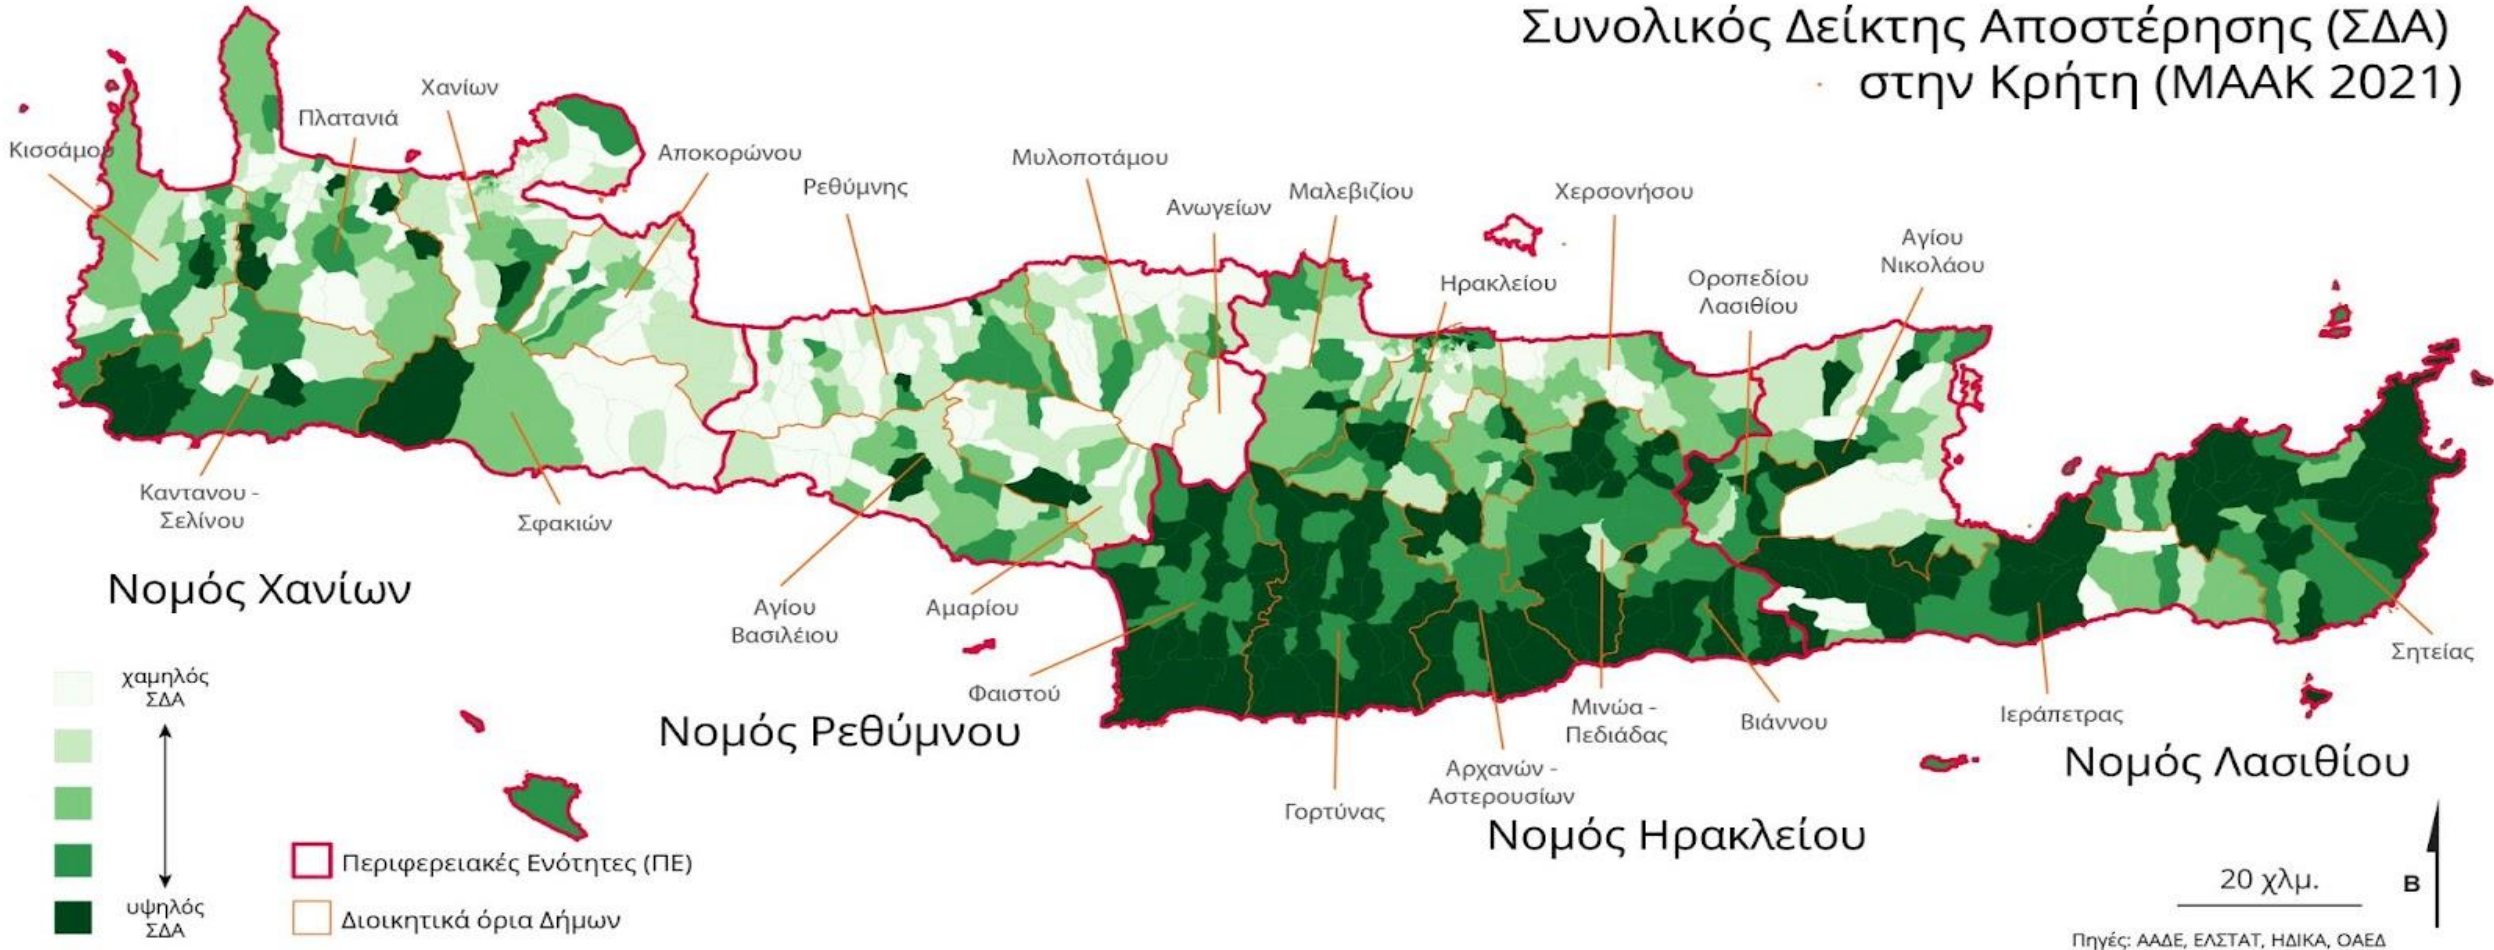 Συνολικός Δείκτης Αποστέρησης (ΣΔΑ)
στην Κρήτη (ΜΑΑΚ 2021)
Κισσάμου
Πλατανιά
Χανίων
Αποκορώνου
Ρεθύμνης
Μυλοποτάμου
Ανωγείων
Μαλεβιζίου
Ηρακλείου
Χερσονήσου
Οροπεδίου
Λασιθίου
Αγίου
Νικολάου
Καντανου -
Σελίνου
Σφακιών
Αγίου
Βασιλέιου
Αμαρίου
Φαιστού
Γορτύνας
Αρχανών -
Αστερουσίων
Μινώα -
Πεδιάδας
Βιάννου
Ιεράπετρας
Σητείας
Νομός Χανίων
Νομός Ρεθύμνου
Νομός Ηρακλείου
Νομός Λασιθίου
χαμηλός
ΣΔΑ
υψηλός
ΣΔΑ
Περιφερειακές Ενότητες (ΠΕ)
Διοικητικά όρια Δήμων
20 χλμ.
Β
Πηγές: ΑΑΔΕ, ΕΛΣΤΑΤ, ΗΔΙΚΑ, ΟΑΕΔ